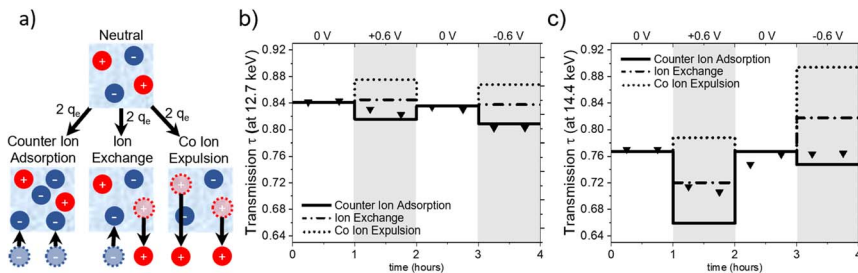 a)
Neutral
+
-
-
+
2 qe
2 qe
2 qe
Counter Ion
Adsorption
Ion
Exchange
Co Ion
Expulsion
+
-
-
+
-
-
-
-
+
-
+
-
-
+
+
-
+
-
+
+
b)
0 V
+0.6 V
0 V
-0.6 V
Transmission τ (at 12.7 keV)
0.92
0.88
0.84
0.80
0.76
0.72
0.68
0.64
Counter Ion Adsorption
Ion Exchange
Co Ion Expulsion
0
1
2
3
4
time (hours)
c)
0 V
+0.6 V
0 V
-0.6 V
Transmission τ (at 14.4 keV)
0.92
0.88
0.84
0.80
0.76
0.72
0.68
0.64
Counter Ion Adsorption
Ion Exchange
Co Ion Expulsion
0
1
2
3
4
time (hours)